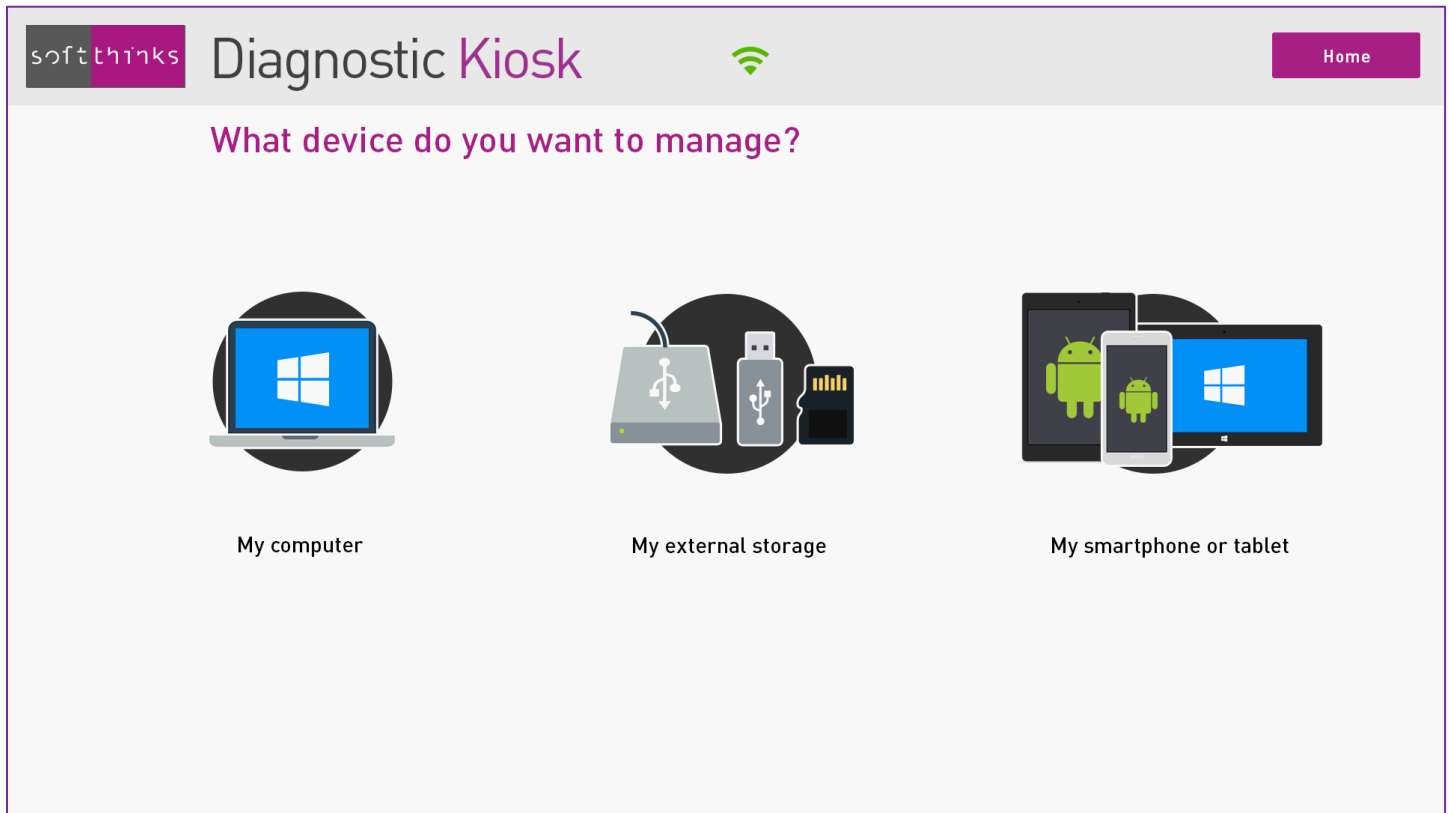 softthinks
Diagnostic Kiosk
Home
What device do you want to manage?
My computer
My external storage
My smartphone or tablet